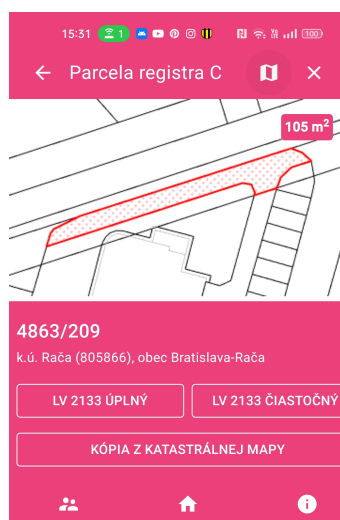 15:31 1 100
Parcela registra C
105 m²
4863/209
k.ú. Rača (805866), obec Bratislava-Rača
LV 2133 ÚPLNÝ LV 2133 ČIASTOČNÝ
KÓPIA Z KATASTRÁLNEJ MAPY